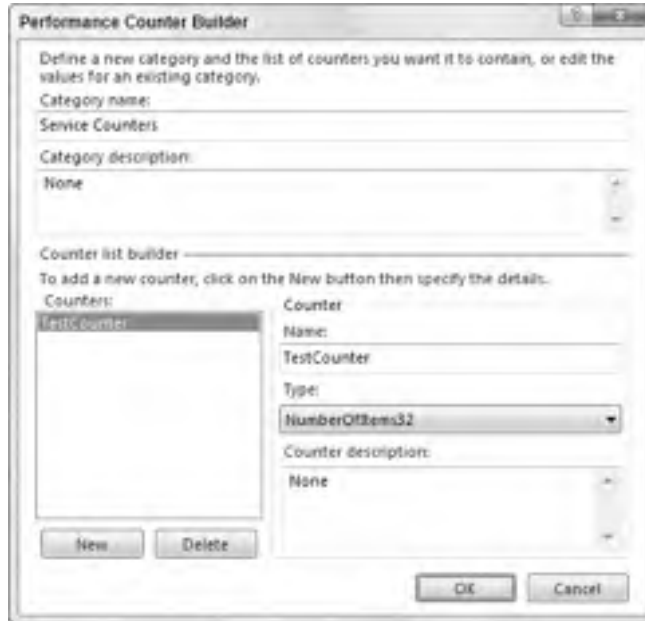 Performance Counter Builder
Define a new category and the list of counters you want it to contain, or edit the
values for an existing category.
Category name:
Service Counters
Category description:
None
Counter list builder
To add a new counter, click on the New button then specify the details.
Counters:
TestCounter
New
Delete
Counter
Name:
TestCounter
Type:
NumberOfItems32
Counter description:
None
OK
Cancel